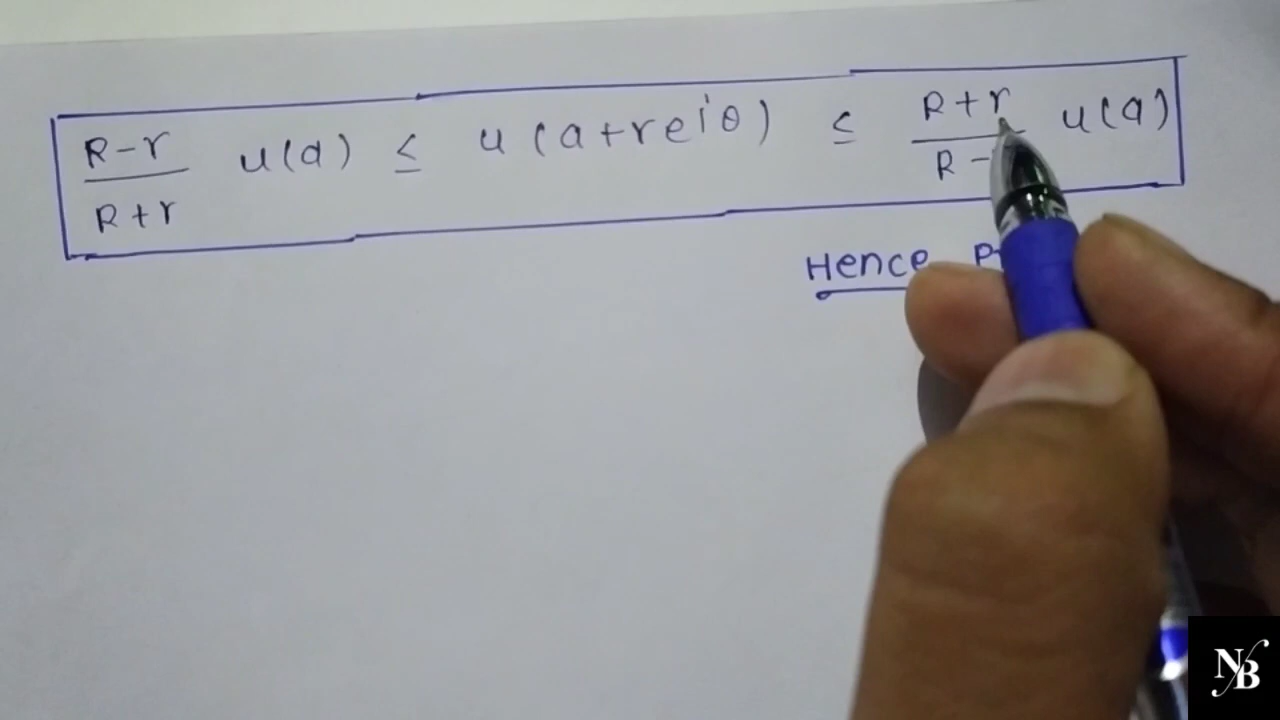 R-r/R+r u(a) ≤ u(a+re^iθ) ≤ R+r/R- u(a)
Hence
NB